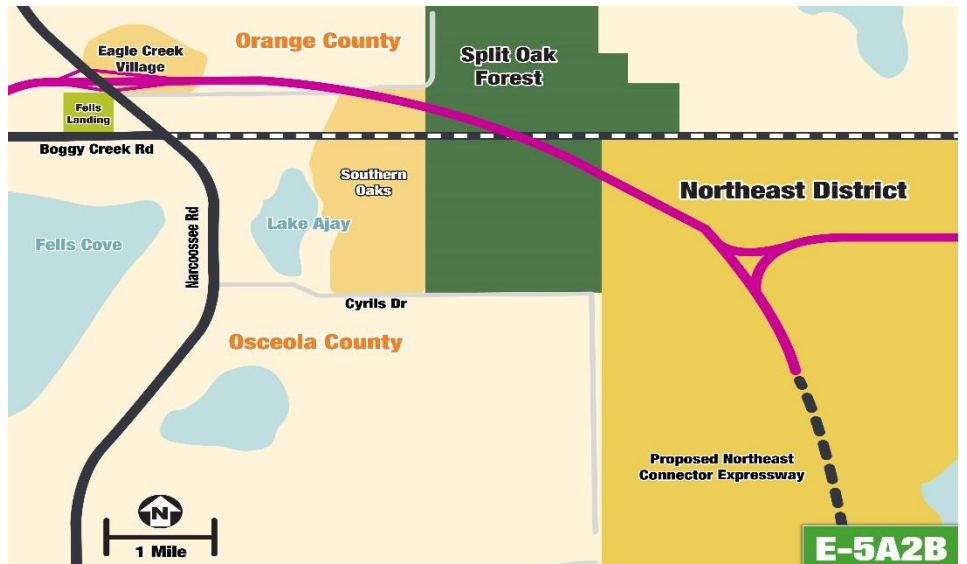 Orange County
Split Oak
Forest
Eagle Creek
Village
Fells
Landing
Boggy Creek Rd
Southern
Oaks
Northeast District
Narcoossee Rd
Lake Ajay
Fells Cove
Cyrils Dr
Osceola County
Proposed Northeast
Connector Expressway
N
1 Mile
E-5A2B